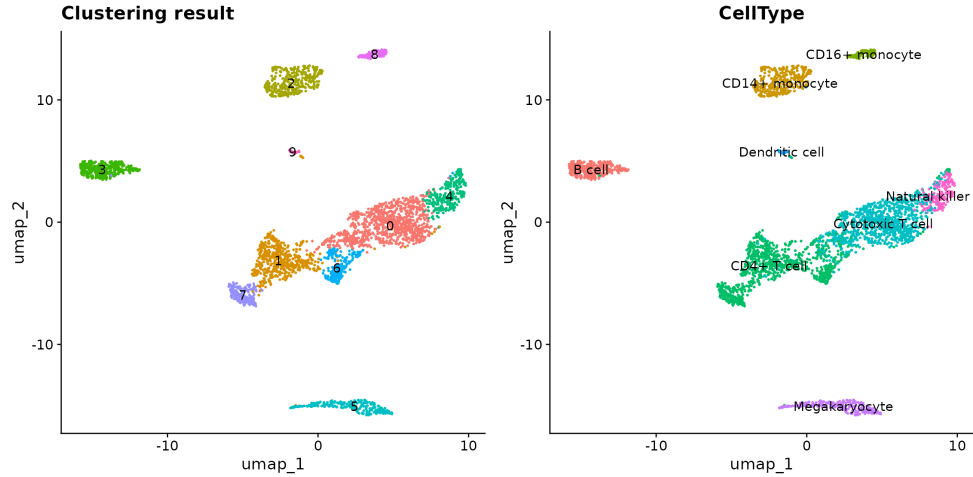 Clustering result
8
2
10
9
3
4
0
0
1
6
7
-10
5
-10
0
10
umap_1
umap_2
CellType
CD16+ monocyte
CD14+ monocyte
10
Dendritic cell
B cell
Natural killer
0
Cytotoxic T cell
CD4+ T cell
-10
Megakaryocyte
-10
0
10
umap_1
umap_2